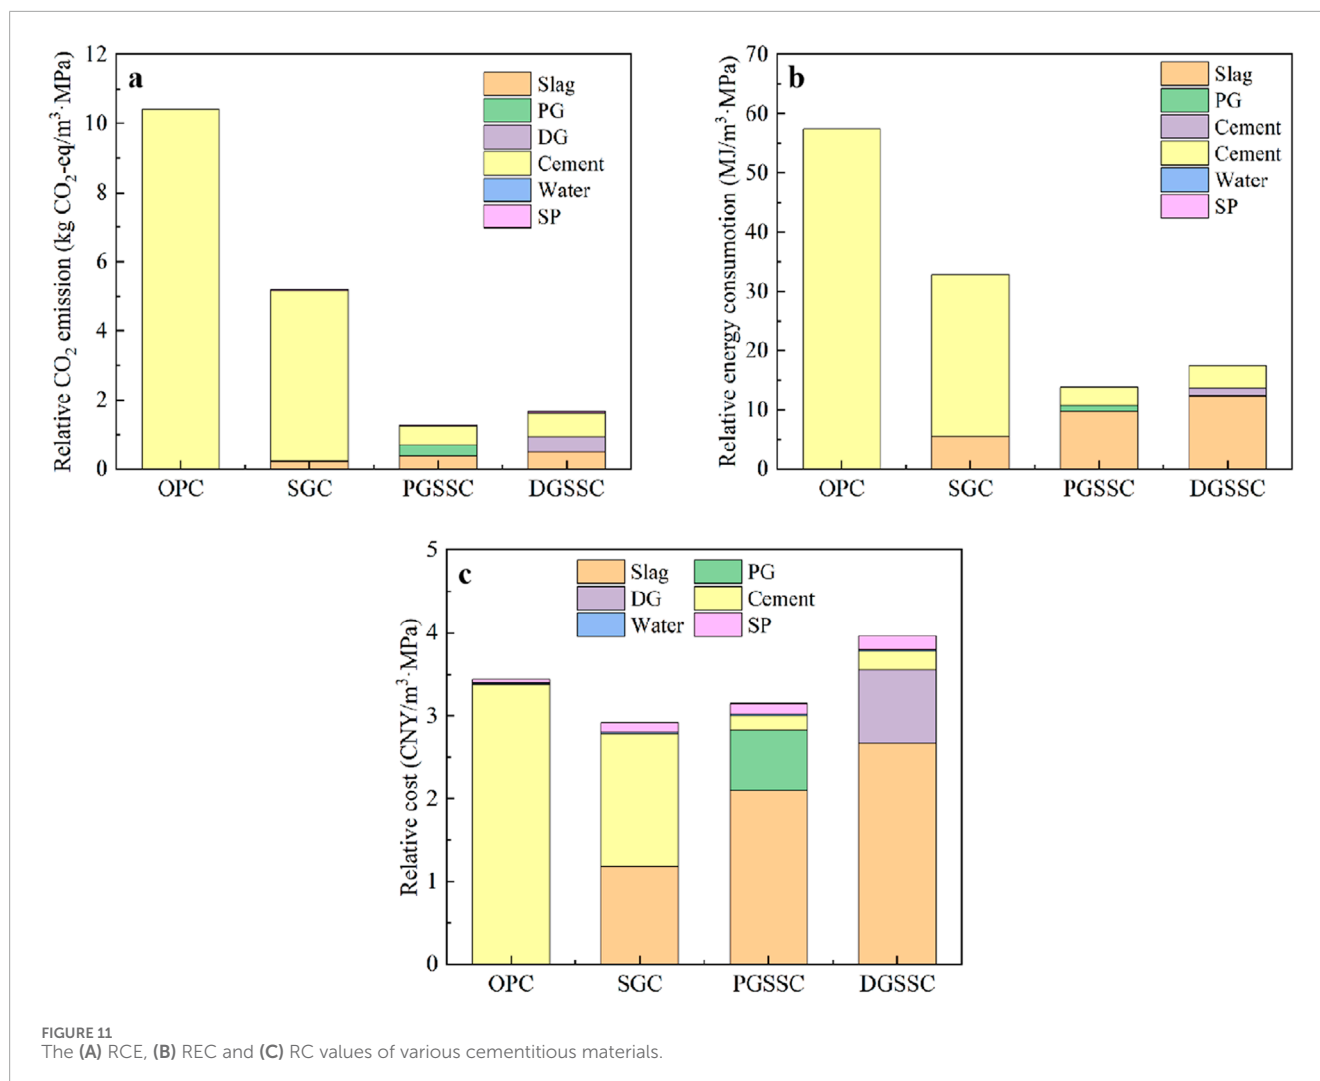 a
Relative CO₂ emission (kg CO₂-eq/m³·MPa)
12
10
8
6
4
2
0
Slag
PG
DG
Cement
Water
SP
OPC SGC PGSSC DGSSC
b
Relative energy consumotion (MJ/m³·MPa)
70
60
50
40
30
20
10
0
Slag
PG
Cement
Cement
Water
SP
OPC SGC PGSSC DGSSC
c
Relative cost (CNY/m³·MPa)
5
4
3
2
1
0
Slag PG
DG Cement
Water SP
OPC SGC PGSSC DGSSC
FIGURE 11
The (A) RCE, (B) REC and (C) RC values of various cementitious materials.